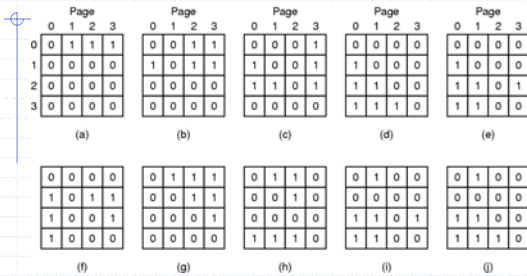 Page Page Page Page Page
0 1 2 3 0 1 2 3 0 1 2 3 0 1 2 3 0 1 2 3
0 0 1 1 1 0 0 1 1 0 0 0 1 0 0 0 0 0 0 0 0
1 0 0 0 0 1 0 1 1 1 0 0 1 1 0 0 0 1 0 0 0
2 0 0 0 0 0 0 0 0 1 1 0 1 1 1 0 0 1 1 0 1
3 0 0 0 0 0 0 0 0 0 0 0 0 1 1 1 0 1 1 0 0
(a) (b) (c) (d) (e)
0 0 0 0 0 1 1 1 0 1 1 0 0 1 0 0 0 1 0 0
1 0 1 1 0 0 1 1 0 0 1 0 0 0 0 0 0 0 0 0
1 0 0 1 0 0 0 1 0 0 0 0 1 1 0 1 1 1 0 0
1 0 0 0 0 0 0 0 1 1 1 0 1 1 0 0 1 1 1 0
(f) (g) (h) (i) (j)